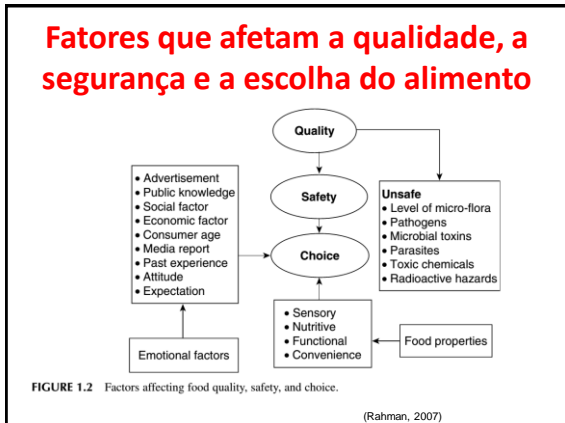 Fatores que afetam a qualidade, a
segurança e a escolha do alimento
Quality
• Advertisement
• Public knowledge
• Social factor
• Economic factor
• Consumer age
• Media report
• Past experience
• Attitude
• Expectation
Safety
Unsafe
• Level of micro-flora
• Pathogens
• Microbial toxins
• Parasites
• Toxic chemicals
• Radioactive hazards
Choice
• Sensory
• Nutritive
• Functional
• Convenience
Emotional factors
Food properties
FIGURE 1.2 Factors affecting food quality, safety, and choice.
(Rahman, 2007)